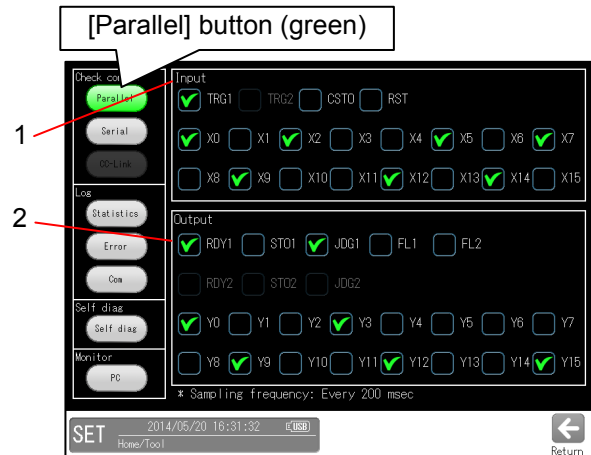 [Parallel] button (green)
Check con
Parallel
Serial
CC-Link
Log
Statistics
Error
Com
Self diag
Self diag
Monitor
PC
1
Input
TRG1 TRG2 CSTO RST
X0 X1 X2 X3 X4 X5 X6 X7
X8 X9 X10 X11 X12 X13 X14 X15
2
Output
RDY1 STO1 JDG1 FL1 FL2
RDY2 STO2 JDG2
Y0 Y1 Y2 Y3 Y4 Y5 Y6 Y7
Y8 Y9 Y10 Y11 Y12 Y13 Y14 Y15
* Sampling frequency: Every 200 msec
SET 2014/05/20 16:31:32 USB
Home/Tool
Return